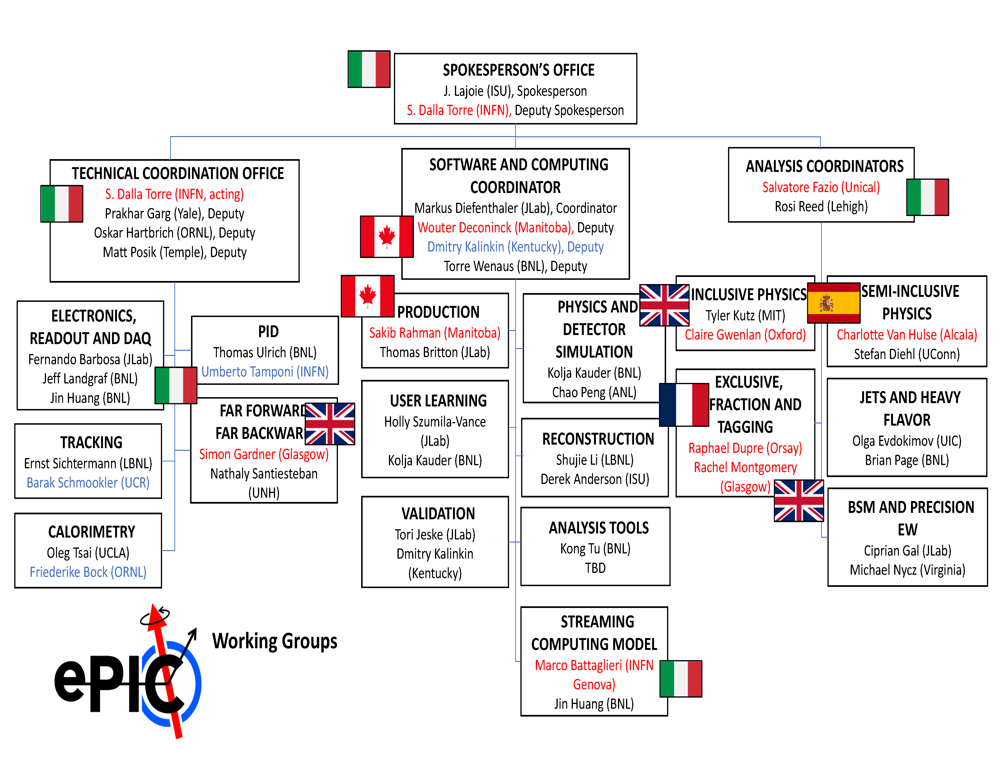 SPOKESPERSON’S OFFICE
J. Lajoie (ISU), Spokesperson
S. Dalla Torre (INFN), Deputy Spokesperson
TECHNICAL COORDINATION OFFICE
S. Dalla Torre (INFN, acting)
Prakhar Garg (Yale), Deputy
Oskar Hartbrich (ORNL), Deputy
Matt Posik (Temple), Deputy
SOFTWARE AND COMPUTING
COORDINATOR
Markus Diefenthaler (JLab), Coordinator
Wouter Deconinck (Manitoba), Deputy
Dmitry Kalinkin (Kentucky), Deputy
Torre Wenaus (BNL), Deputy
ANALYSIS COORDINATORS
Salvatore Fazio (Unical)
Rosi Reed (Lehigh)
ELECTRONICS,
READOUT AND DAQ
Fernando Barbosa (JLab)
Jeff Landgraf (BNL)
Jin Huang (BNL)
PID
Thomas Ulrich (BNL)
Umberto Tamponi (INFN)
TRACKING
Ernst Sichtermann (LBNL)
Barak Schmookler (UCR)
FAR FORWARD
FAR BACKWAR
Simon Gardner (Glasgow)
Nathaly Santiesteban
(UNH)
CALORIMETRY
Oleg Tsai (UCLA)
Friederike Bock (ORNL)
PRODUCTION
Sakib Rahman (Manitoba)
Thomas Britton (JLab)
PHYSICS AND
DETECTOR
SIMULATION
Kolja Kauder (BNL)
Chao Peng (ANL)
USER LEARNING
Holly Szumila-Vance
(JLab)
Kolja Kauder (BNL)
RECONSTRUCTION
Shujie Li (LBNL)
Derek Anderson (ISU)
VALIDATION
Tori Jeske (JLab)
Dmitry Kalinkin
(Kentucky)
ANALYSIS TOOLS
Kong Tu (BNL)
TBD
STREAMING
COMPUTING MODEL
Marco Battaglieri (INFN
Genova)
Jin Huang (BNL)
INCLUSIVE PHYSICS
Tyler Kutz (MIT)
Claire Gwenlan (Oxford)
SEMI-INCLUSIVE
PHYSICS
Charlotte Van Hulse (Alcala)
Stefan Diehl (UConn)
EXCLUSIVE,
FRACTION AND
TAGGING
Raphael Dupre (Orsay)
Rachel Montgomery
(Glasgow)
JETS AND HEAVY
FLAVOR
Olga Evdokimov (UIC)
Brian Page (BNL)
BSM AND PRECISION
EW
Ciprian Gal (JLab)
Michael Nycz (Virginia)
ePIC
Working Groups